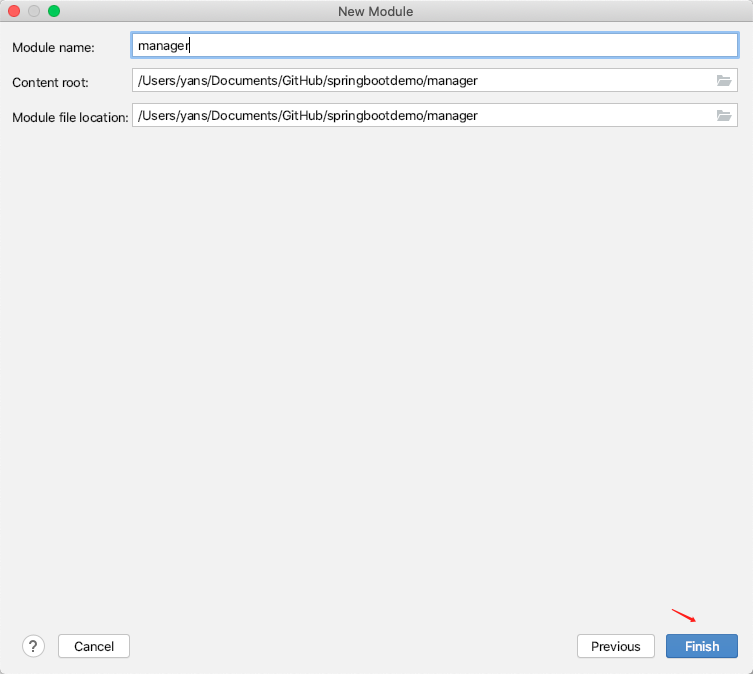 New Module
Module name: manager
Content root: /Users/yans/Documents/GitHub/springbootdemo/manager
Module file location: /Users/yans/Documents/GitHub/springbootdemo/manager
? Cancel Previous Finish